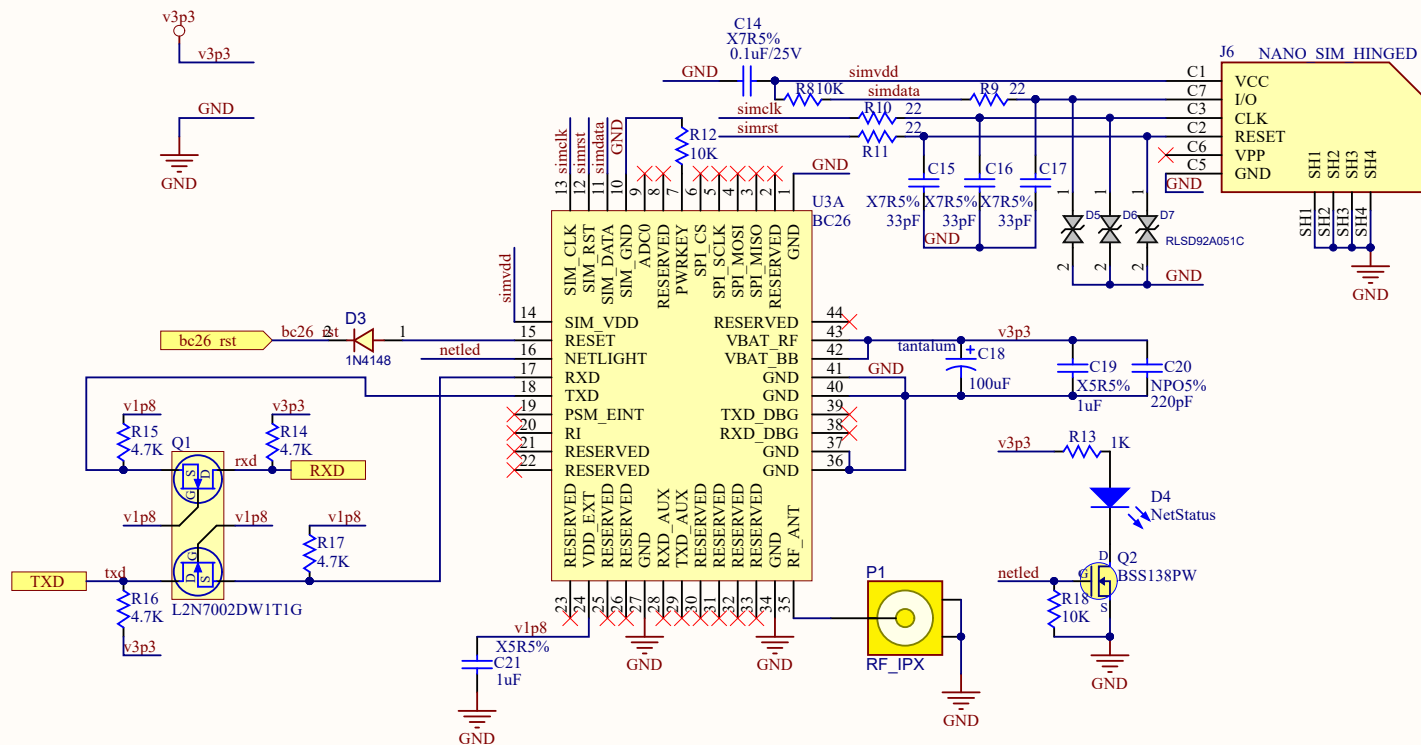 v3p3
v3p3
GND
GND
C14
X7R5%
0.1uF/25V
GND
simvdd
R8 10K
simdata
R9
22
simclk
R10
22
simrst
R11
22
J6
NANO_SIM_HINGED
C1
VCC
C7
I/O
C3
CLK
C2
RESET
C6
VPP
C5
GND
GND
SH1
SH2
SH3
SH4
SH1
SH2
SH3
SH4
GND
C15
X7R5%
33pF
C16
X7R5%
33pF
C17
X7R5%
33pF
GND
1
1
1
D5
D6
D7
RLSD92A051C
2
2
2
GND
simclk
simrst
simdata
GND
R12
10K
GND
13
12
11
10
9
8
7
6
5
4
3
2
1
U3A
BC26
SIM_CLK
SIM_RST
SIM_DATA
SIM_GND
ADC0
RESERVED
PWRKEY
SPI_CS
SPI_SCLK
SPI_MOSI
SPI_MISO
RESERVED
GND
simvdd
14
SIM_VDD
15
RESET
16
NETLIGHT
17
RXD
18
TXD
19
PSM_EINT
20
RI
21
RESERVED
22
RESERVED
RESERVED
44
VBAT_RF
43
VBAT_BB
42
GND
41
GND
40
TXD_DBG
39
RXD_DBG
38
GND
37
GND
36
RESERVED
VDD_EXT
RESERVED
RESERVED
GND
RXD_AUX
TXD_AUX
RESERVED
RESERVED
RESERVED
RESERVED
GND
RF_ANT
23
24
25
26
27
28
29
30
31
32
33
34
35
GND
GND
bc26_rst
bc26_rst
2
D3
1
1N4148
netled
v1p8
R15
4.7K
v3p3
R14
4.7K
Q1
S
D
G
rxd
RXD
v1p8
v1p8
v1p8
R17
4.7K
TXD
txd
D
S
G
R16
4.7K
L2N7002DW1T1G
v3p3
v1p8
X5R5%
C21
1uF
GND
v3p3
tantalum
+
C18
100uF
GND
C19
X5R5%
1uF
C20
NPO5%
220pF
v3p3
R13
1K
D4
NetStatus
netled
D
G
S
Q2
BSS138PW
R18
10K
GND
P1
RF_IPX
GND